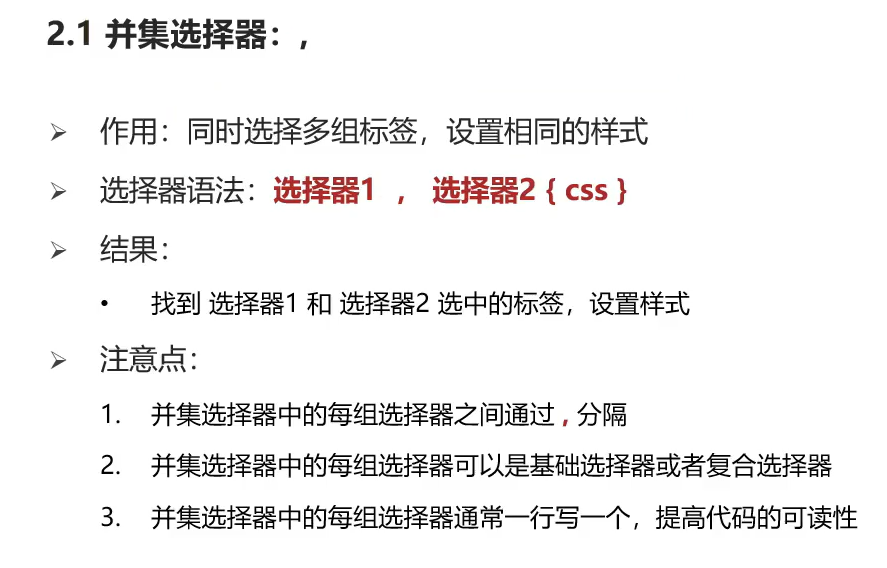 2.1 并集选择器：,
➢ 作用：同时选择多组标签，设置相同的样式
➢ 选择器语法：选择器1 ， 选择器2 { css }
➢ 结果：
• 找到 选择器1 和 选择器2 选中的标签，设置样式
➢ 注意点：
1. 并集选择器中的每组选择器之间通过 , 分隔
2. 并集选择器中的每组选择器可以是基础选择器或者复合选择器
3. 并集选择器中的每组选择器通常一行写一个，提高代码的可读性